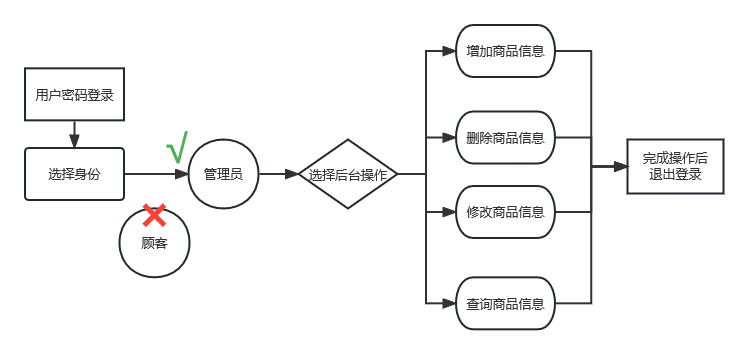 用户密码登录
选择身份
管理员
顾客
选择后台操作
增加商品信息
删除商品信息
修改商品信息
查询商品信息
完成操作后
退出登录